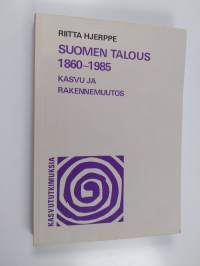 RIITTA HJERPPE
SUOMEN TALOUS
1860–1985
KASVU JA
RAKENNEMUUTOS
KASVUTUTKIMUKSIA